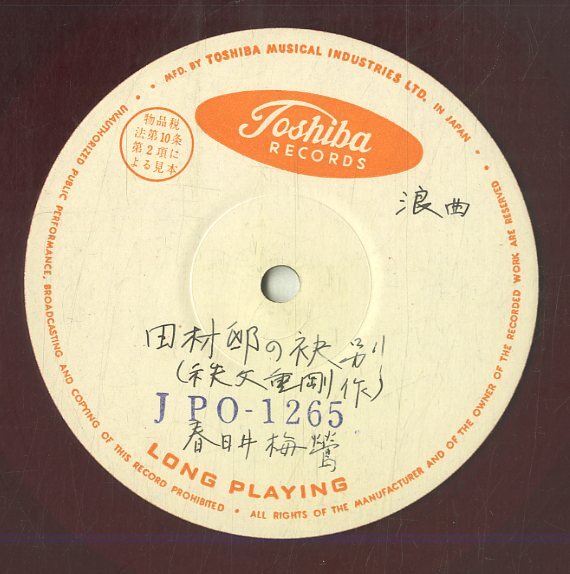 MFD. BY TOSHIBA MUSICAL INDUSTRIES LTD. IN JAPAN
Toshiba
RECORDS
物品税
法第10条
第2項に
よる見本
浪曲
田村邸の袂別
(秩父重剛作)
JPO-1265
春日井梅鶯
LONG PLAYING
UNAUTHORIZED PUBLIC PERFORMANCE, BROADCASTING AND COPYING OF THIS RECORD PROHIBITED • ALL RIGHTS OF THE MANUFACTURER AND OF THE OWNER OF THE RECORDED WORK ARE RESERVED